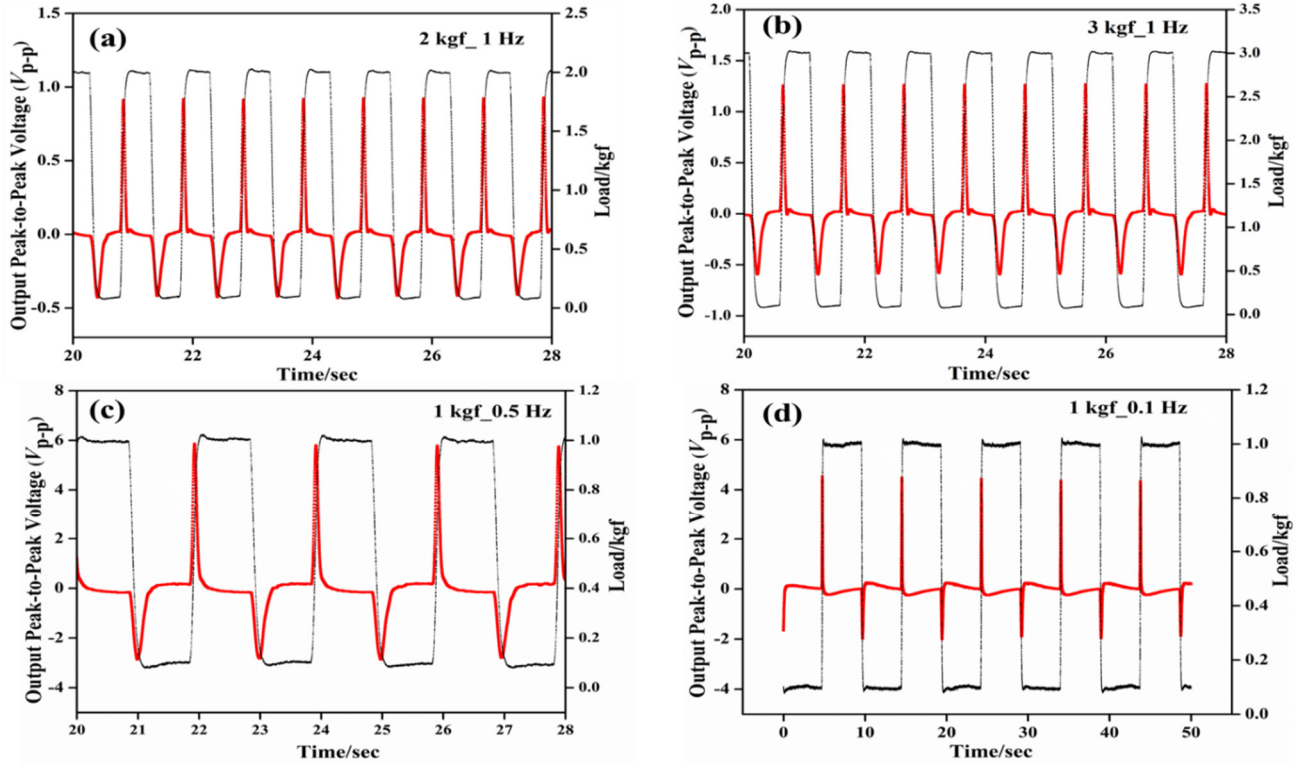 (a)
2 kgf_ 1 Hz
Output Peak-to-Peak Voltage (Vp-p)
1.5
1.0
0.5
0.0
-0.5
2.5
2.0
1.5
1.0
0.5
0.0
Load/kgf
20 22 24 26 28
Time/sec
(b)
3 kgf_1 Hz
Output Peak-to-Peak Voltage (Vp-p)
2.0
1.5
1.0
0.5
0.0
-0.5
-1.0
3.5
3.0
2.5
2.0
1.5
1.0
0.5
0.0
Load/kgf
20 22 24 26 28
Time/sec
(c)
1 kgf_0.5 Hz
Output Peak-to-Peak Voltage (Vp-p)
8
6
4
2
0
-2
-4
1.2
1.0
0.8
0.6
0.4
0.2
0.0
Load/kgf
20 21 22 23 24 25 26 27 28
Time/sec
(d)
1 kgf_0.1 Hz
Output Peak-to-Peak Voltage (Vp-p)
8
6
4
2
0
-2
-4
1.2
1.0
0.8
0.6
0.4
0.2
0.0
Load/kgf
0 10 20 30 40 50
Time/sec